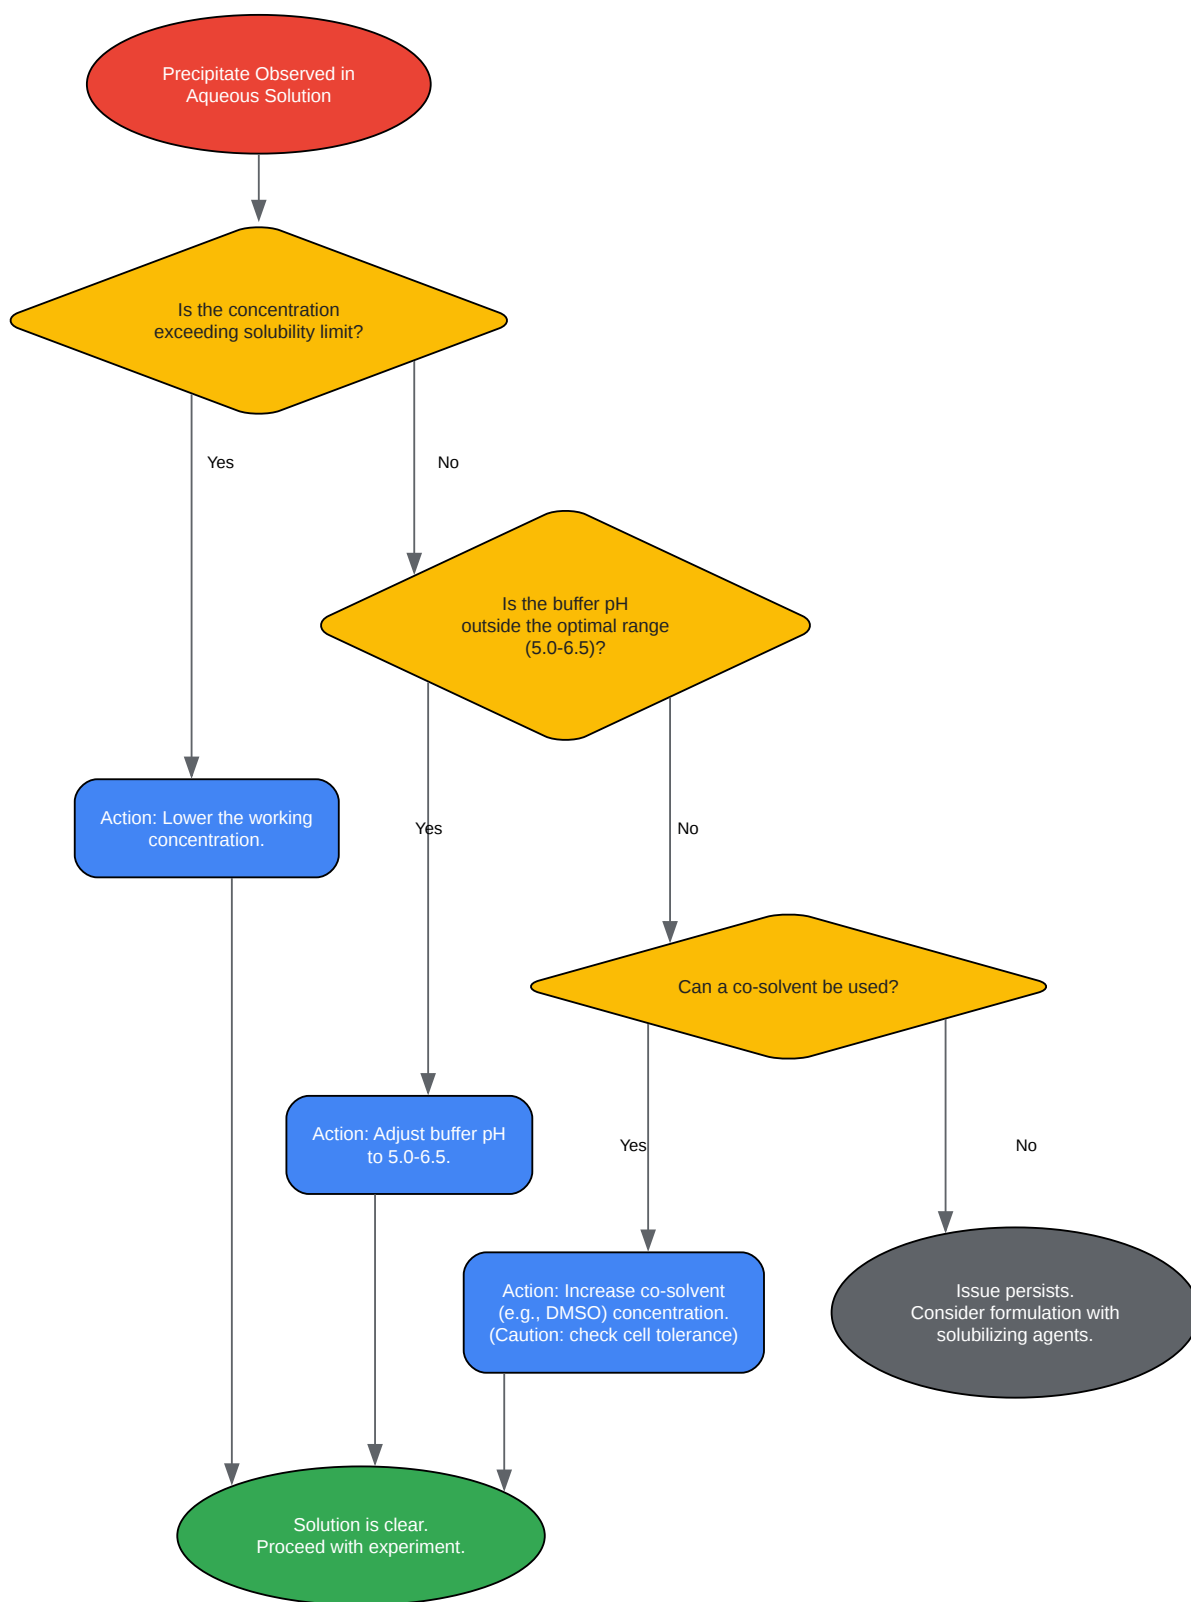 Precipitate Observed in
Aqueous Solution
Is the concentration
exceeding solubility limit?
Yes
No
Is the buffer pH
outside the optimal range
(5.0-6.5)?
Action: Lower the working
concentration.
Yes
No
Can a co-solvent be used?
Action: Adjust buffer pH
to 5.0-6.5.
Yes
No
Action: Increase co-solvent
(e.g., DMSO) concentration.
(Caution: check cell tolerance)
Issue persists.
Consider formulation with
solubilizing agents.
Solution is clear.
Proceed with experiment.